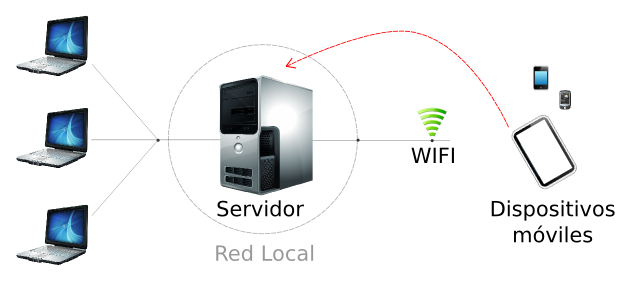 WIFI
Servidor
Dispositivos
móviles
Red Local